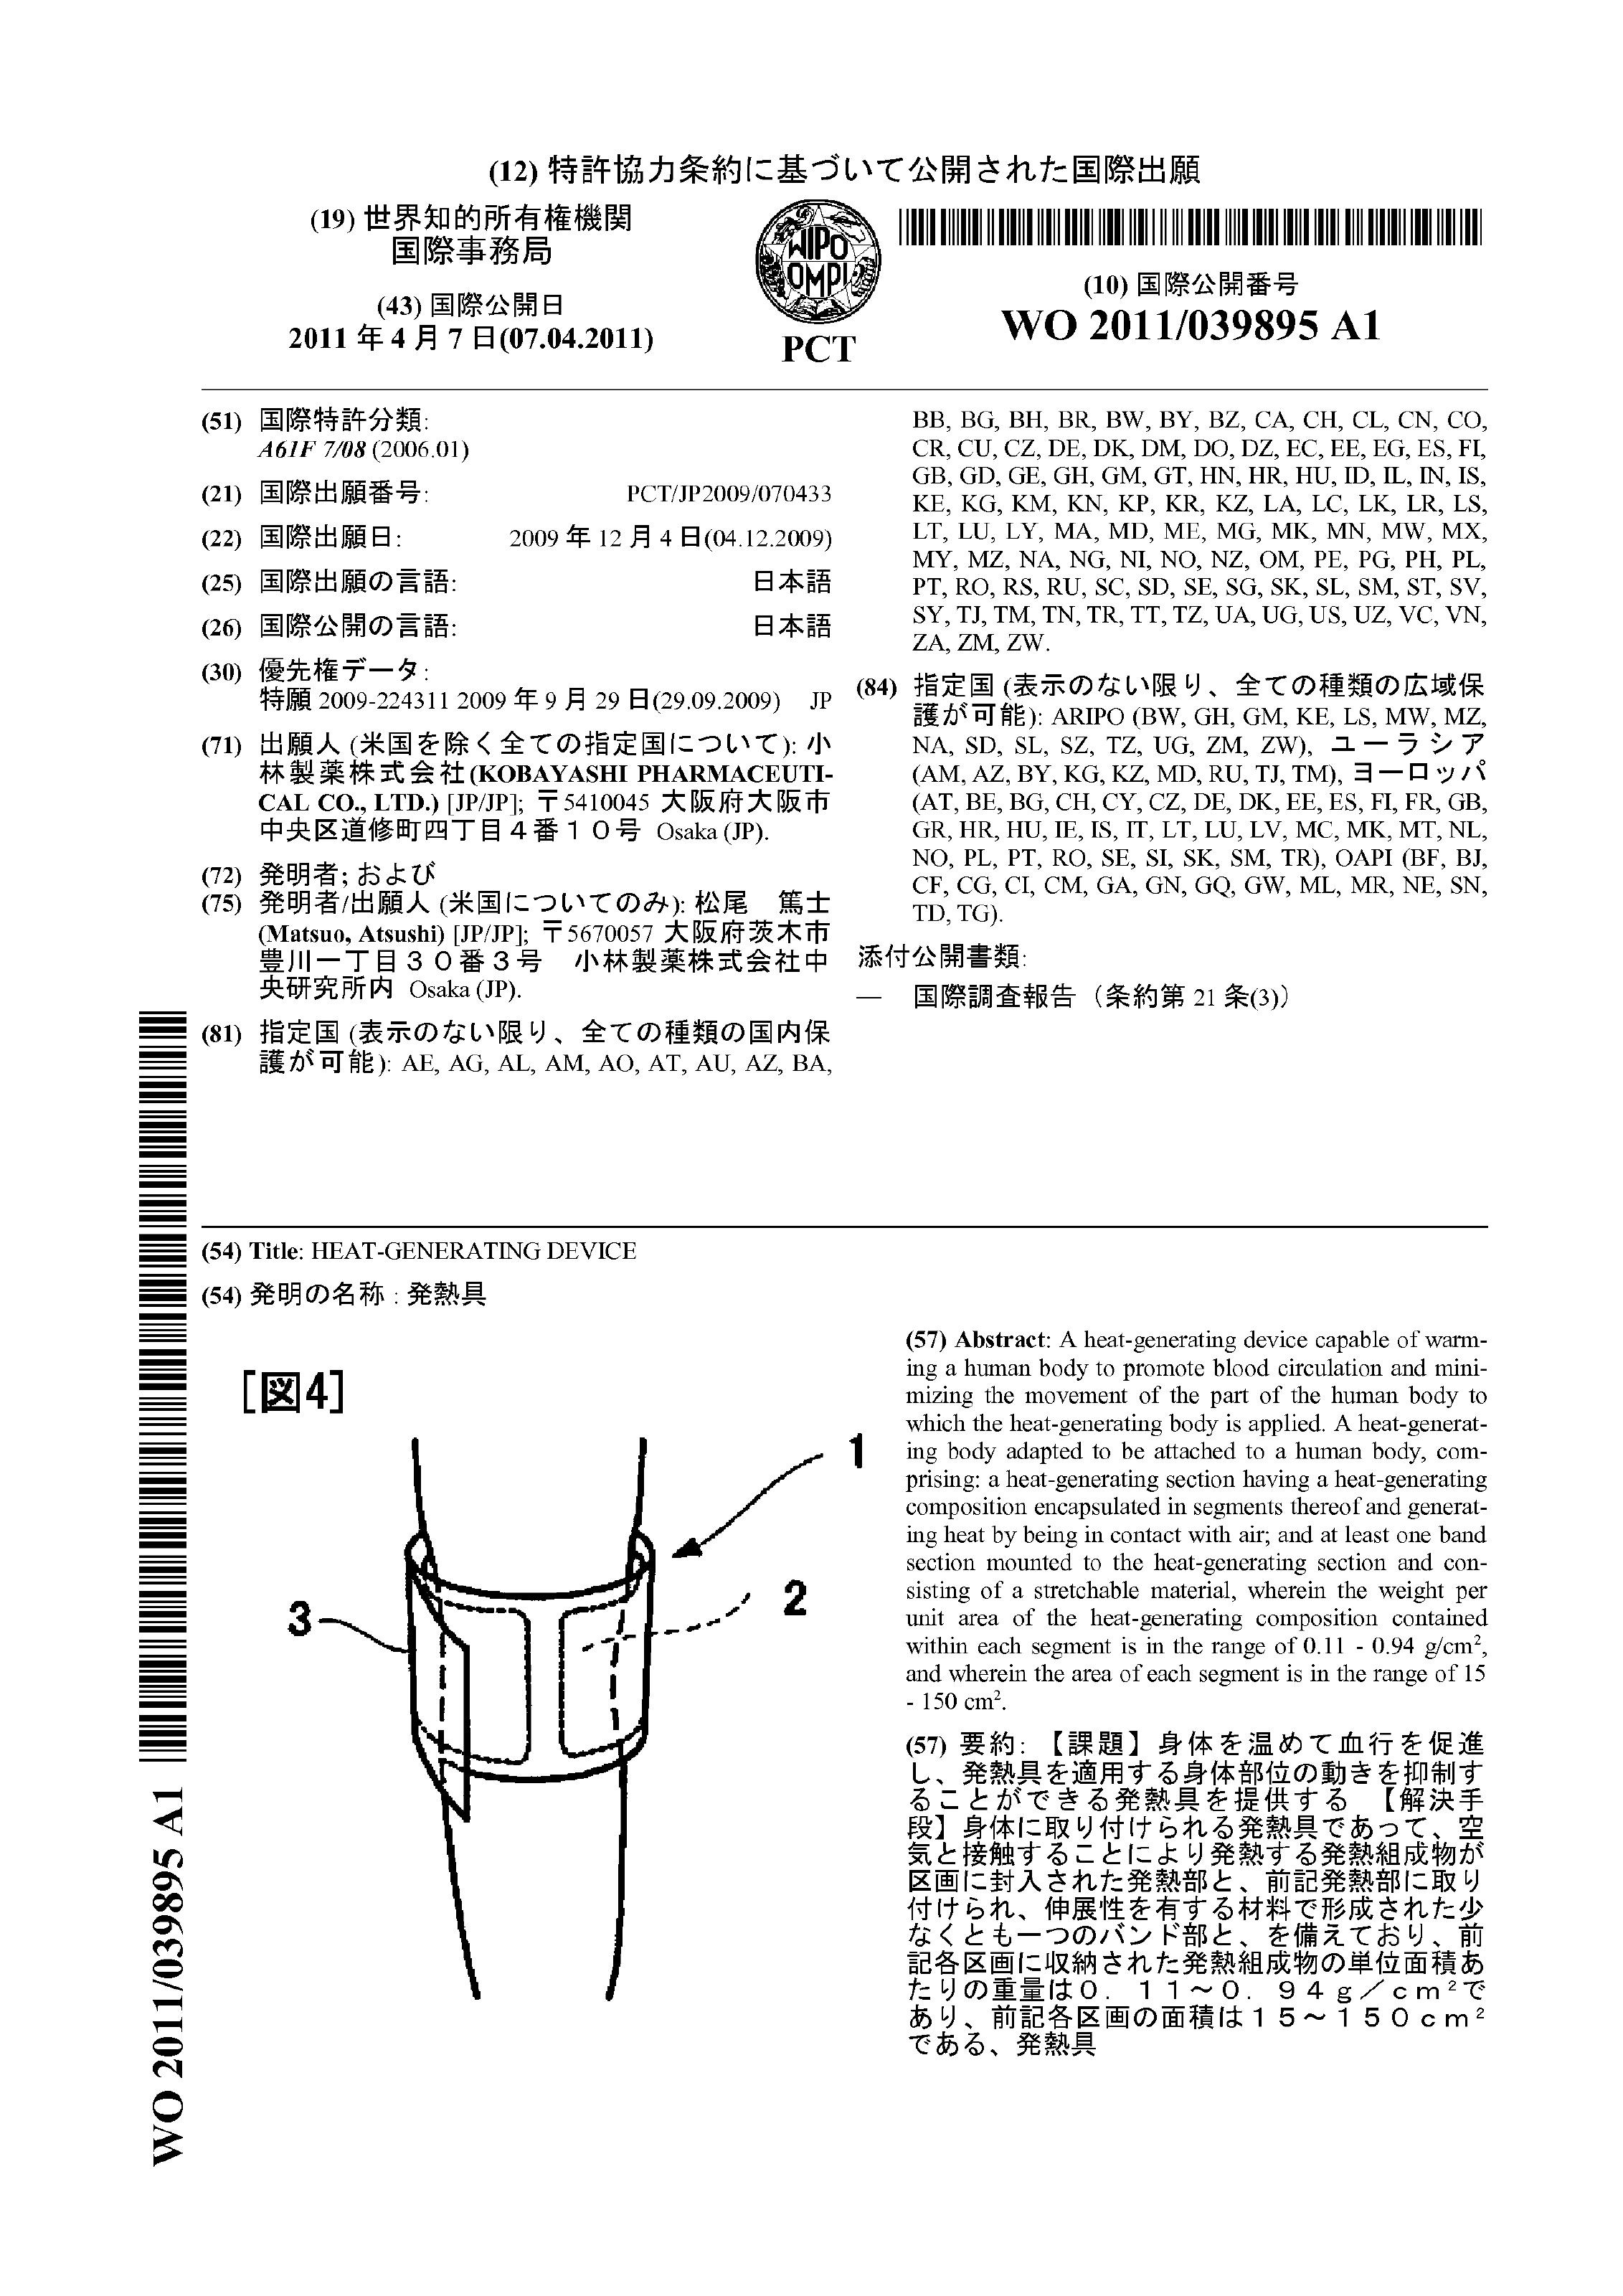 (12) 特許協力条約に基づいて公開された国際出願
(19) 世界知的所有権機関
国際事務局
(43) 国際公開日
2011 年 4 月 7 日(07.04.2011)
WIPO
OMPI
PCT
(10) 国際公開番号
WO 2011/039895 A1
(51) 国際特許分類:
A61F 7/08 (2006.01)
(21) 国際出願番号: PCT/JP2009/070433
(22) 国際出願日: 2009 年 12 月 4 日(04.12.2009)
(25) 国際出願の言語: 日本語
(26) 国際公開の言語: 日本語
(30) 優先権データ:
特願 2009-224311 2009 年 9 月 29 日(29.09.2009) JP
(71) 出願人 (米国を除く全ての指定国について): 小
林製薬株式会社(KOBAYASHI PHARMACEUTI-
CAL CO., LTD.) [JP/JP]; 〒5410045 大阪府大阪市
中央区道修町四丁目4番10号 Osaka (JP).
(72) 発明者; および
(75) 発明者/出願人 (米国についてのみ): 松尾 篤士
(Matsuo, Atsushi) [JP/JP]; 〒5670057 大阪府茨木市
豊川一丁目30番3号 小林製薬株式会社中
央研究所内 Osaka (JP).
(81) 指定国 (表示のない限り、全ての種類の国内保
護が可能): AE, AG, AL, AM, AO, AT, AU, AZ, BA,
BB, BG, BH, BR, BW, BY, BZ, CA, CH, CL, CN, CO,
CR, CU, CZ, DE, DK, DM, DO, DZ, EC, EE, EG, ES, FI,
GB, GD, GE, GH, GM, GT, HN, HR, HU, ID, IL, IN, IS,
KE, KG, KM, KN, KP, KR, KZ, LA, LC, LK, LR, LS,
LT, LU, LY, MA, MD, ME, MG, MK, MN, MW, MX,
MY, MZ, NA, NG, NI, NO, NZ, OM, PE, PG, PH, PL,
PT, RO, RS, RU, SC, SD, SE, SG, SK, SL, SM, ST, SV,
SY, TJ, TM, TN, TR, TT, TZ, UA, UG, US, UZ, VC, VN,
ZA, ZM, ZW.
(84) 指定国 (表示のない限り、全ての種類の広域保
護が可能): ARIPO (BW, GH, GM, KE, LS, MW, MZ,
NA, SD, SL, SZ, TZ, UG, ZM, ZW), ユーラシア
(AM, AZ, BY, KG, KZ, MD, RU, TJ, TM), ヨーロッパ
(AT, BE, BG, CH, CY, CZ, DE, DK, EE, ES, FI, FR, GB,
GR, HR, HU, IE, IS, IT, LT, LU, LV, MC, MK, MT, NL,
NO, PL, PT, RO, SE, SI, SK, SM, TR), OAPI (BF, BJ,
CF, CG, CI, CM, GA, GN, GQ, GW, ML, MR, NE, SN,
TD, TG).
添付公開書類:
— 国際調査報告 (条約第 21 条(3))
(54) Title: HEAT-GENERATING DEVICE
(54) 発明の名称 : 発熱具
[図4]
1
2
3
(57) Abstract: A heat-generating device capable of warm-
ing a human body to promote blood circulation and mini-
mizing the movement of the part of the human body to
which the heat-generating body is applied. A heat-generat-
ing body adapted to be attached to a human body, com-
prising: a heat-generating section having a heat-generating
composition encapsulated in segments thereof and generat-
ing heat by being in contact with air; and at least one band
section mounted to the heat-generating section and con-
sisting of a stretchable material, wherein the weight per
unit area of the heat-generating composition contained
within each segment is in the range of 0.11 - 0.94 g/cm²,
and wherein the area of each segment is in the range of 15
- 150 cm².
(57) 要約: 【課題】身体を温めて血行を促進
し、発熱具を適用する身体部位の動きを抑制す
ることができる発熱具を提供する 【解決手
段】身体に取り付けられる発熱具であって、空
気と接触することにより発熱する発熱組成物が
区画に封入された発熱部と、前記発熱部に取り
付けられ、伸展性を有する材料で形成された少
なくとも一つのバンド部と、を備えており、前
記各区画に収納された発熱組成物の単位面積あ
たりの重量は0.11~0.94g/cm²で
あり、前記各区画の面積は15~150cm²
である、発熱具
WO 2011/039895 A1